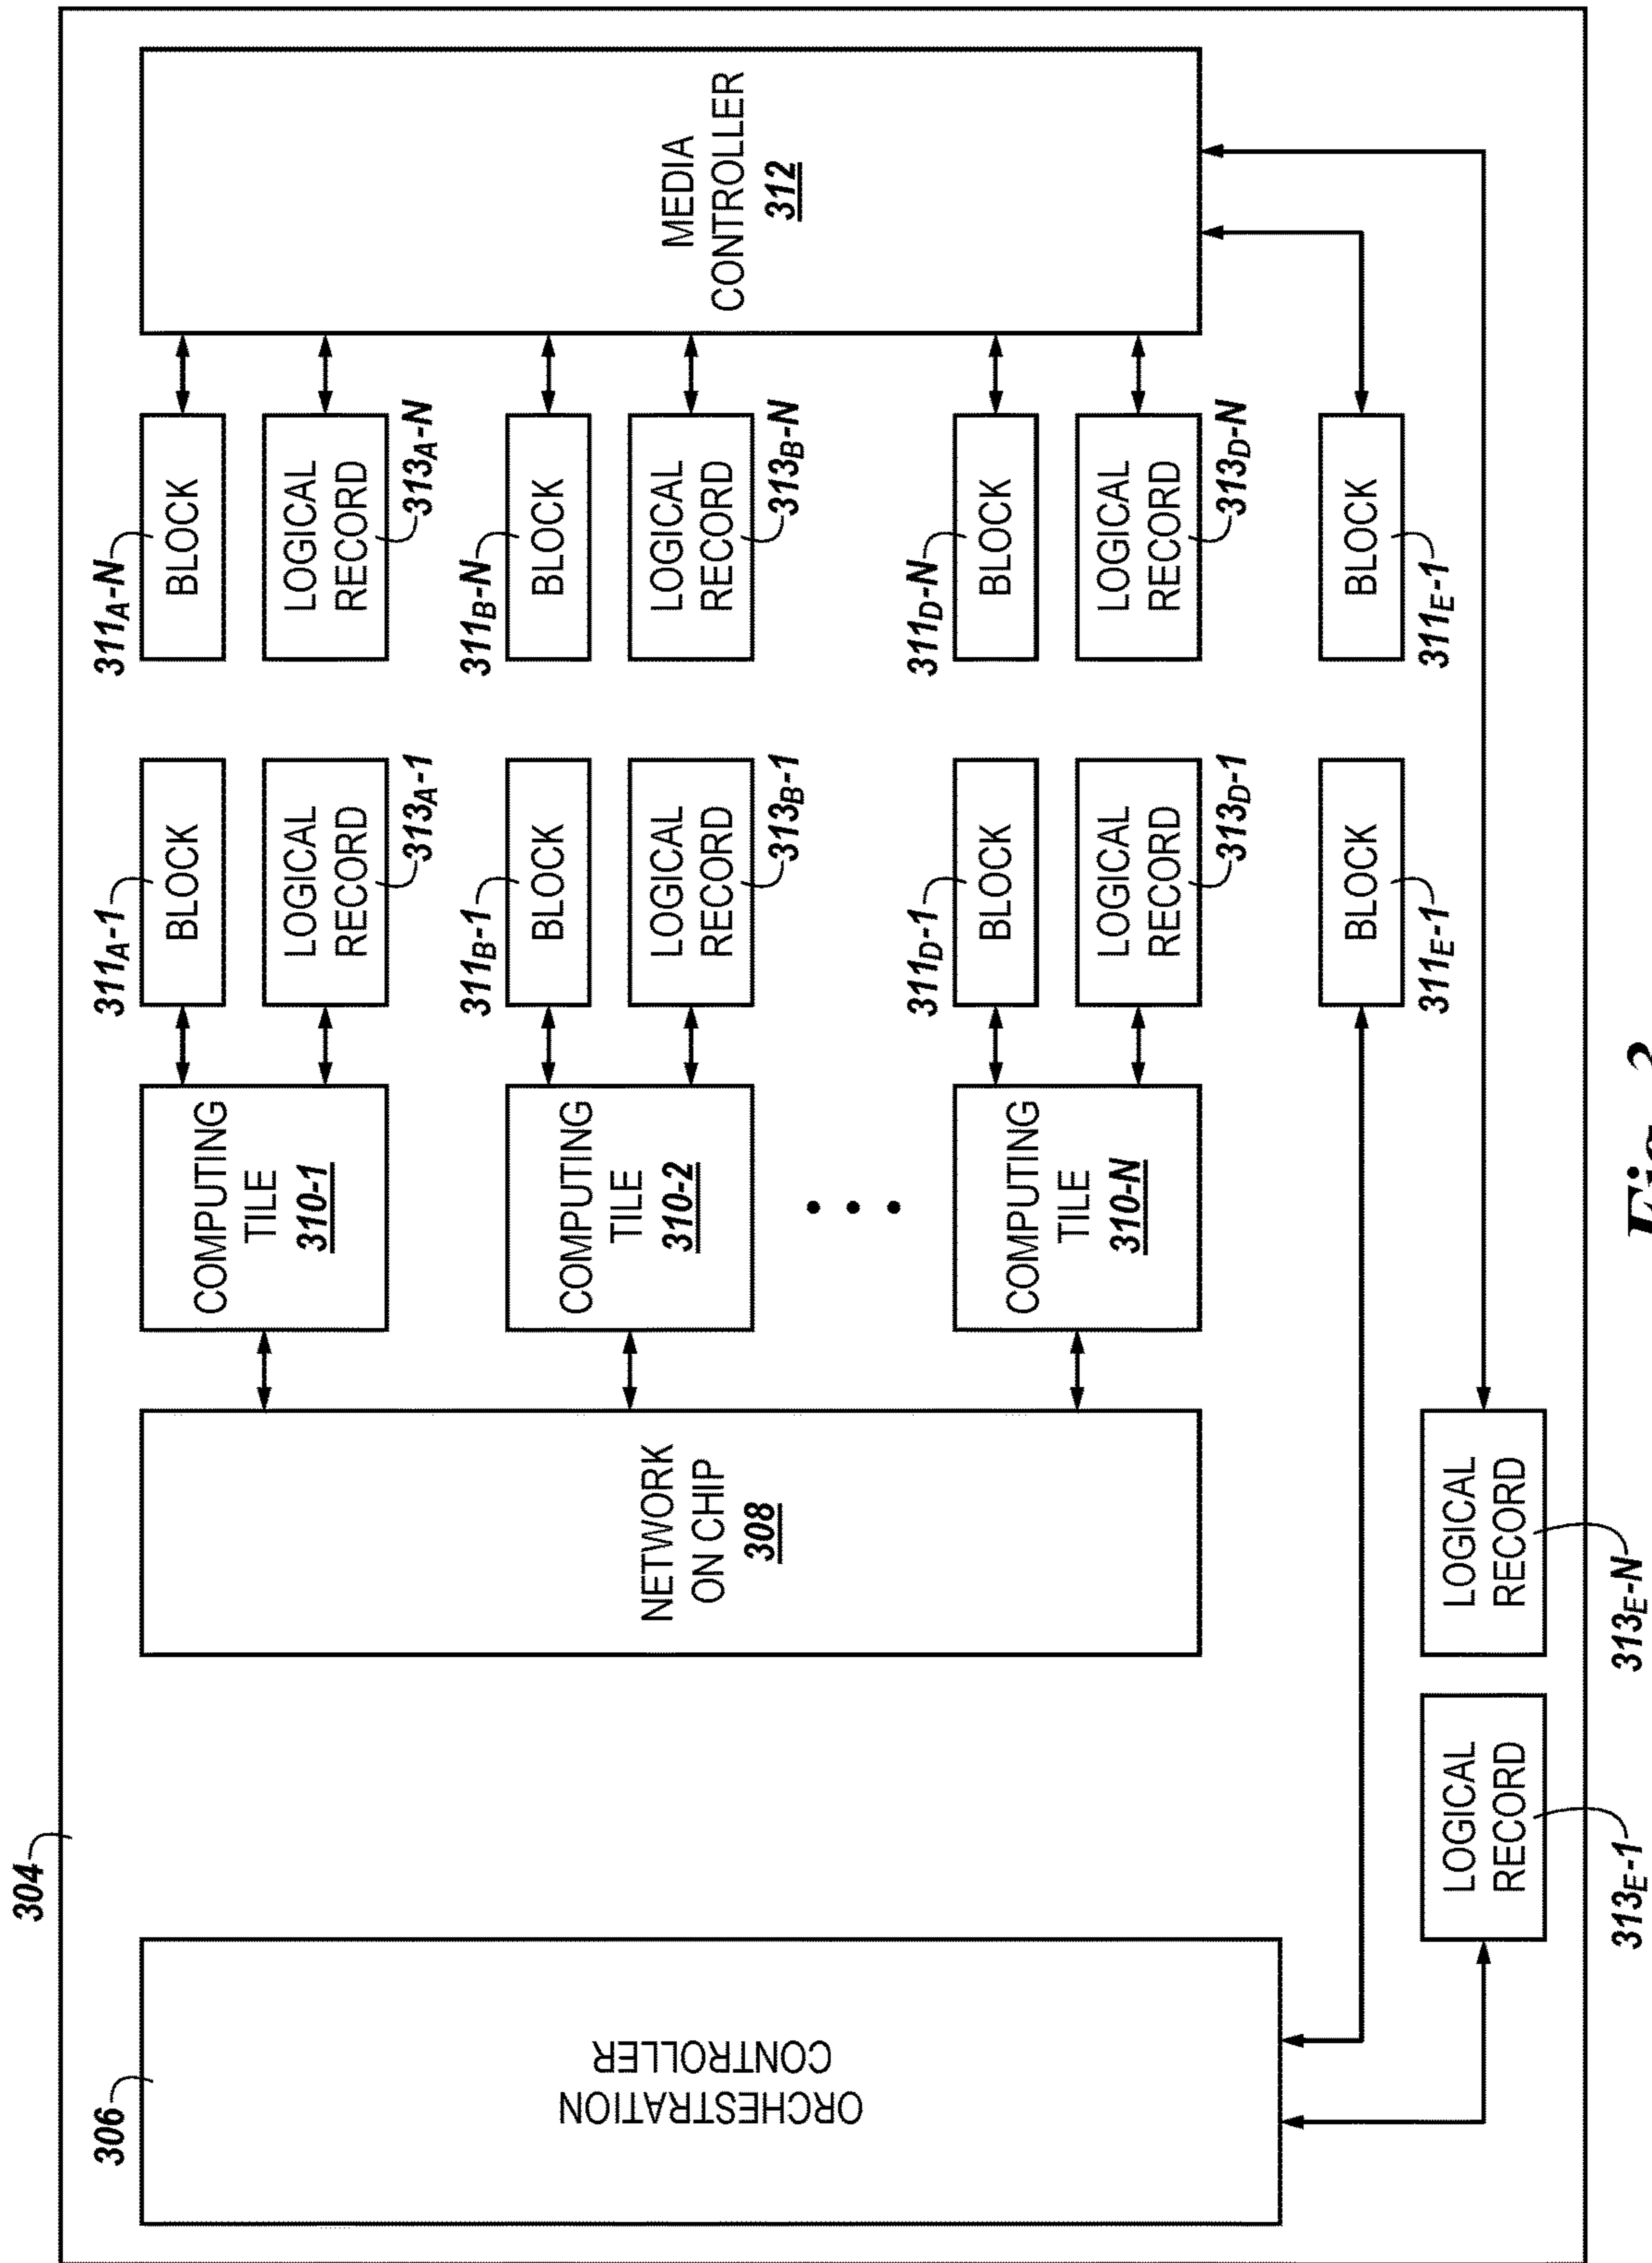 304
306
ORCHESTRATION
CONTROLLER
NETWORK
ON CHIP
308
COMPUTING
TILE
310-1
311A-1
BLOCK
LOGICAL
RECORD
313A-1
311A-N
BLOCK
LOGICAL
RECORD
313A-N
COMPUTING
TILE
310-2
311B-1
BLOCK
LOGICAL
RECORD
313B-1
311B-N
BLOCK
LOGICAL
RECORD
313B-N
COMPUTING
TILE
310-N
311D-1
BLOCK
LOGICAL
RECORD
313D-1
311D-N
BLOCK
LOGICAL
RECORD
313D-N
MEDIA
CONTROLLER
312
BLOCK
311E-1
BLOCK
311E-1
LOGICAL
RECORD
313E-1
LOGICAL
RECORD
313E-N
Fig.